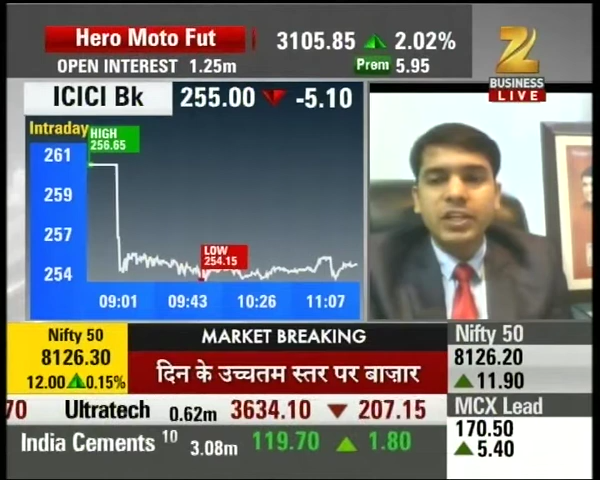 Hero Moto Fut
3105.85 2.02%
OPEN INTEREST 1.25m
Prem 5.95
Z
BUSINESS
LIVE
ICICI Bk 255.00 -5.10
Intraday
HIGH
256.65
261
259
257
254
LOW
254.15
09:01 09:43 10:26 11:07
Nifty 50
8126.30
12.00 0.15%
MARKET BREAKING
दिन के उच्चतम स्तर पर बाज़ार
Nifty 50
8126.20
11.90
MCX Lead
170.50
5.40
70 Ultratech 0.62m 3634.10 207.15
India Cements 10 3.08m 119.70 1.80